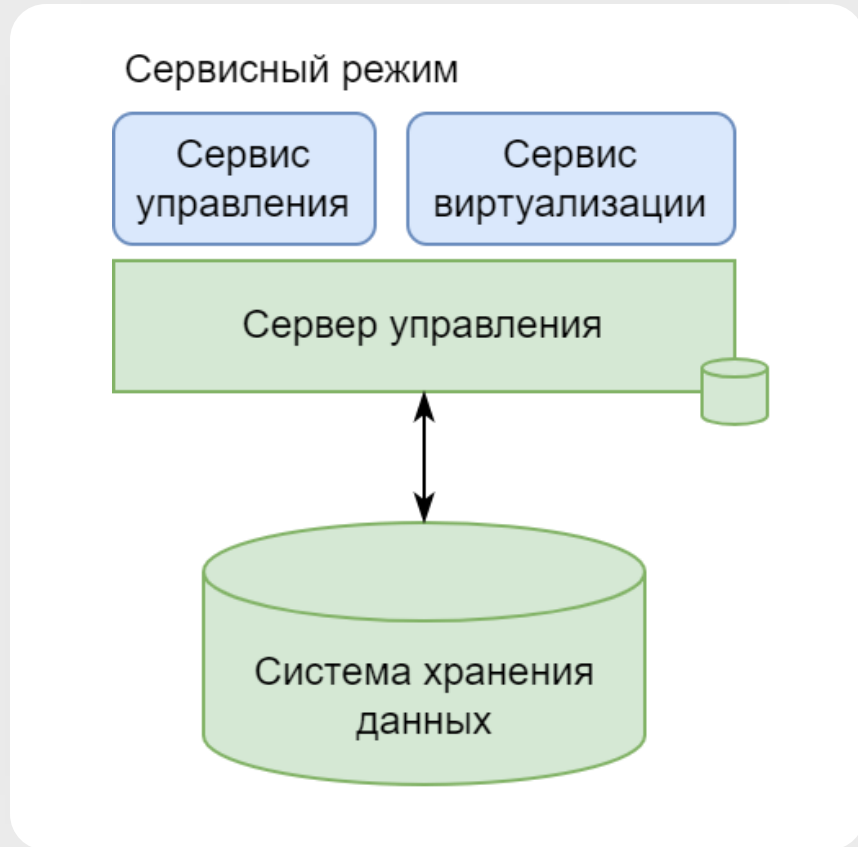 Сервисный режим
Сервис
управления
Сервис
виртуализации
Сервер управления
Система хранения
данных